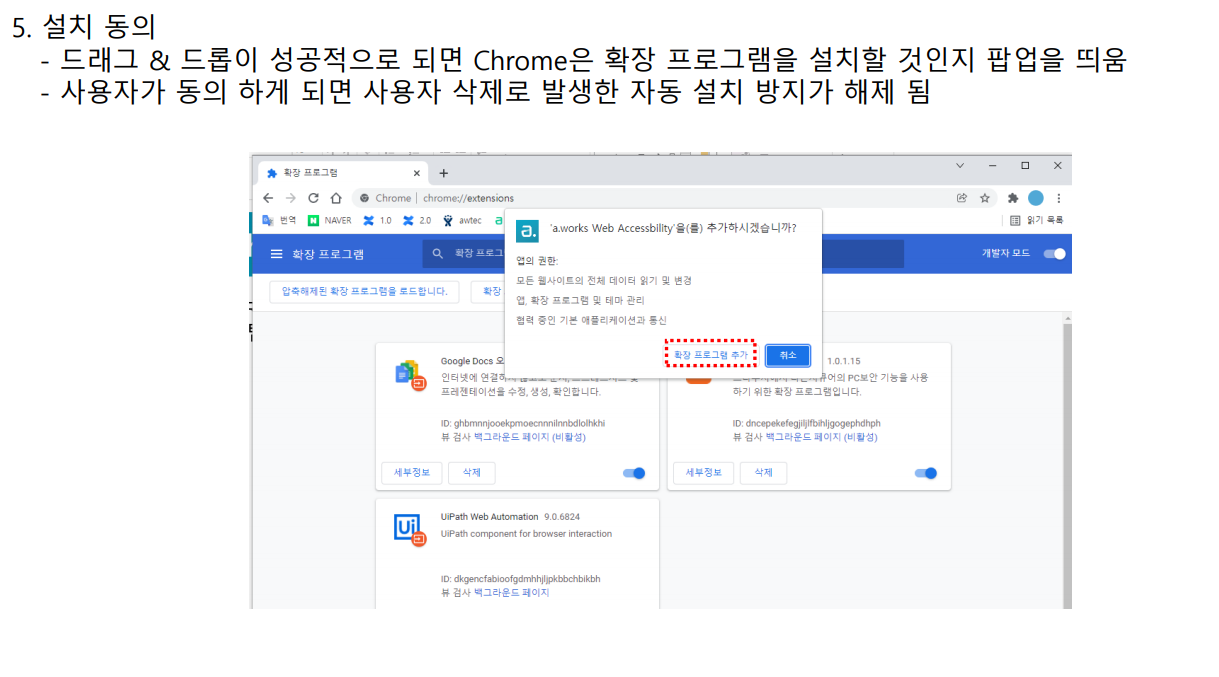 5. 설치 동의
- 드래그 & 드롭이 성공적으로 되면 Chrome은 확장 프로그램을 설치할 것인지 팝업을 띄움
- 사용자가 동의 하게 되면 사용자 삭제로 발생한 자동 설치 방지가 해제 됨
확장 프로그램
Chrome | chrome://extensions
번역 NAVER 1.0 2.0 awtec a 읽기 목록
'a.works Web Accessbility'을(를) 추가하시겠습니까?
앱의 권한:
모든 웹사이트의 전체 데이터 읽기 및 변경
앱, 확장 프로그램 및 테마 관리
협력 중인 기본 애플리케이션과 통신
확장 프로그램 추가 취소
확장 프로그램 확장 프로그 개발자 모드
압축해제된 확장 프로그램을 로드합니다. 확장
Google Docs 오
인터넷에 연결하지
프레젠테이션을 수정, 생성, 확인합니다.
ID: ghbmnnjooekpmoecnnnilnnbdlolhkhi
뷰 검사 백그라운드 페이지 (비활성)
세부정보 삭제
1.0.1.15
PC보안 기능을 사용
하기 위한 확장 프로그램입니다.
ID: dncepekefegjiljlfbihljgogephdhph
뷰 검사 백그라운드 페이지 (비활성)
세부정보 삭제
UiPath Web Automation 9.0.6824
UiPath component for browser interaction
ID: dkgencfabioofgdmhhjljpkbbchbikbh
뷰 검사 백그라운드 페이지